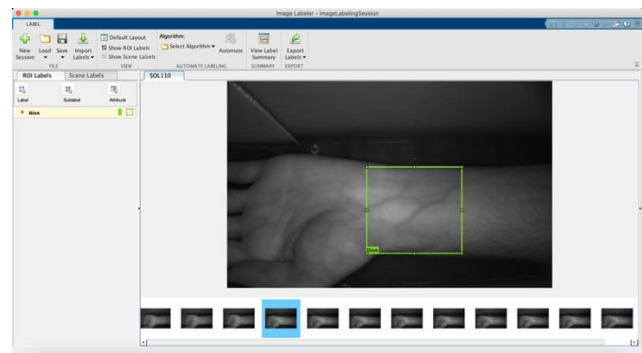 Image Labeler - imageLabelingSession
LABEL
New Session
Load
Save
Import Labels
Default Layout
Show ROI Labels
Show Scene Labels
Algorithm:
Select Algorithm
Automate
View Label Summary
Export Labels
FILE
VIEW
AUTOMATE LABELING
SUMMARY
EXPORT
ROI Labels
Scene Labels
SOL110
Label
Sublabel
Attribute